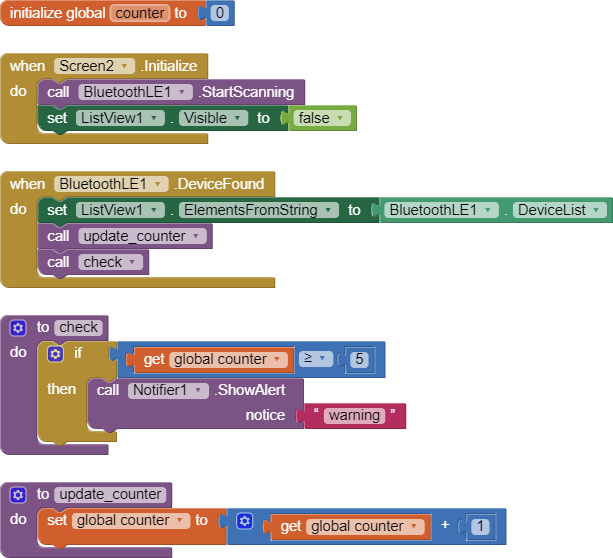 initialize global counter to 0
when Screen2 .Initialize
do call BluetoothLE1 .StartScanning
set ListView1 . Visible to false
when BluetoothLE1 .DeviceFound
do set ListView1 . ElementsFromString to BluetoothLE1 . DeviceList
call update_counter
call check
to check
do if get global counter ≥ 5
then call Notifier1 .ShowAlert
notice “ warning ”
to update_counter
do set global counter to get global counter + 1